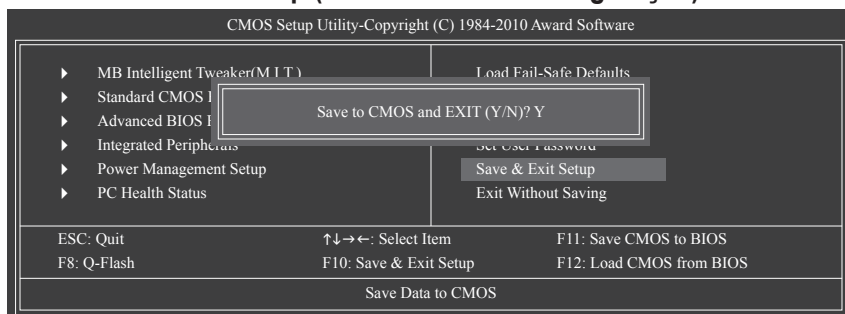 CMOS Setup Utility-Copyright (C) 1984-2010 Award Software
MB Intelligent Tweaker(M.I.T.)
Standard CMOS
Advanced BIOS
Integrated Peripherals
Power Management Setup
PC Health Status
Load Fail-Safe Defaults
Set User Password
Save & Exit Setup
Exit Without Saving
Save to CMOS and EXIT (Y/N)? Y
ESC: Quit ↑↓→←: Select Item F11: Save CMOS to BIOS
F8: Q-Flash F10: Save & Exit Setup F12: Load CMOS from BIOS
Save Data to CMOS